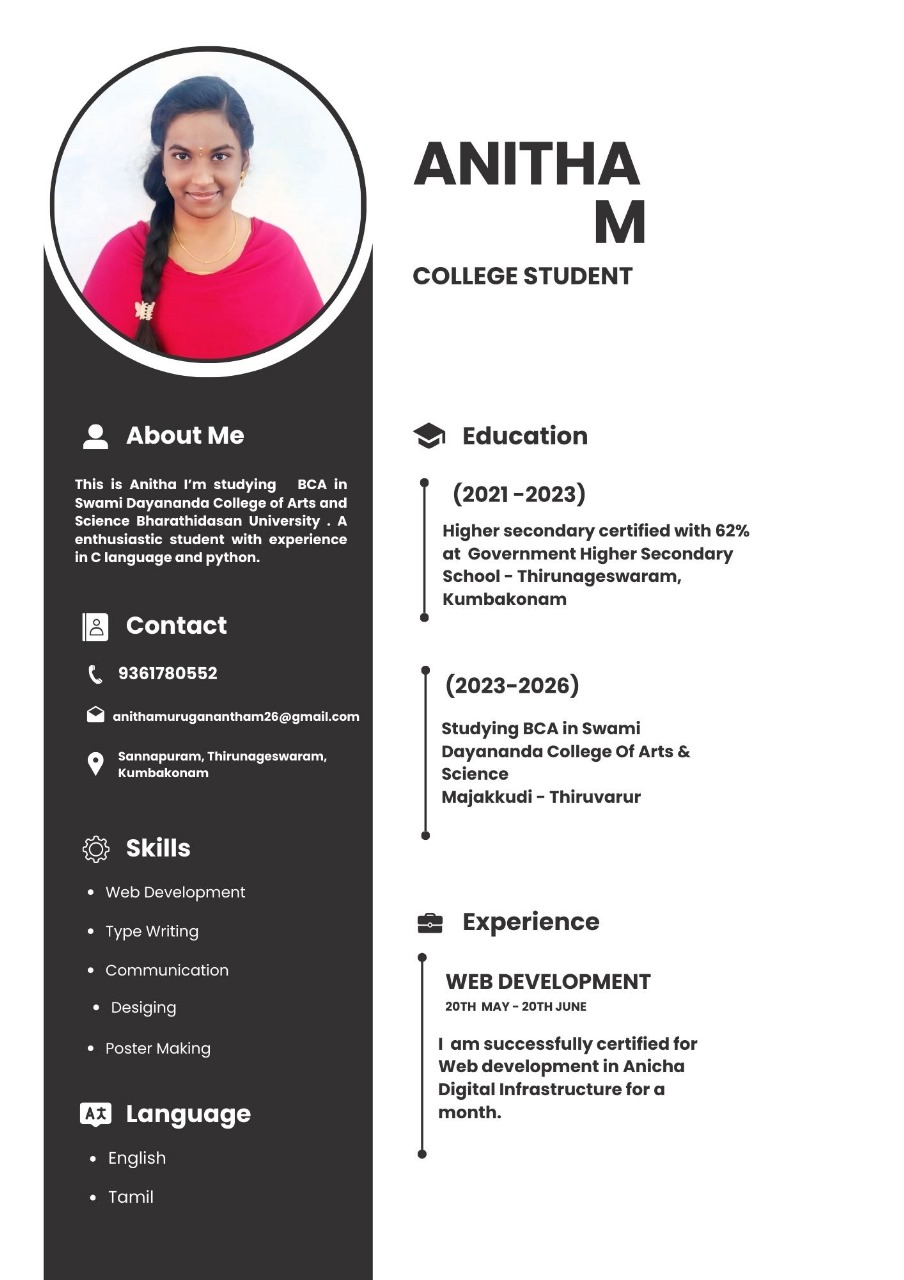 ANITHA
M
COLLEGE STUDENT
About Me
This is Anitha I’m studying BCA in
Swami Dayananda College of Arts and
Science Bharathidasan University . A
enthusiastic student with experience
in C language and python.
Contact
9361780552
anithamuruganantham26@gmail.com
Sannapuram, Thirunageswaram,
Kumbakonam
Skills
Web Development
Type Writing
Communication
Desiging
Poster Making
Language
English
Tamil
Education
(2021 –2023)
Higher secondary certified with 62%
at Government Higher Secondary
School – Thirunageswaram,
Kumbakonam
(2023–2026)
Studying BCA in Swami
Dayananda College Of Arts &
Science
Majakkudi – Thiruvarur
Experience
WEB DEVELOPMENT
20TH MAY – 20TH JUNE
I am successfully certified for
Web development in Anicha
Digital Infrastructure for a
month.